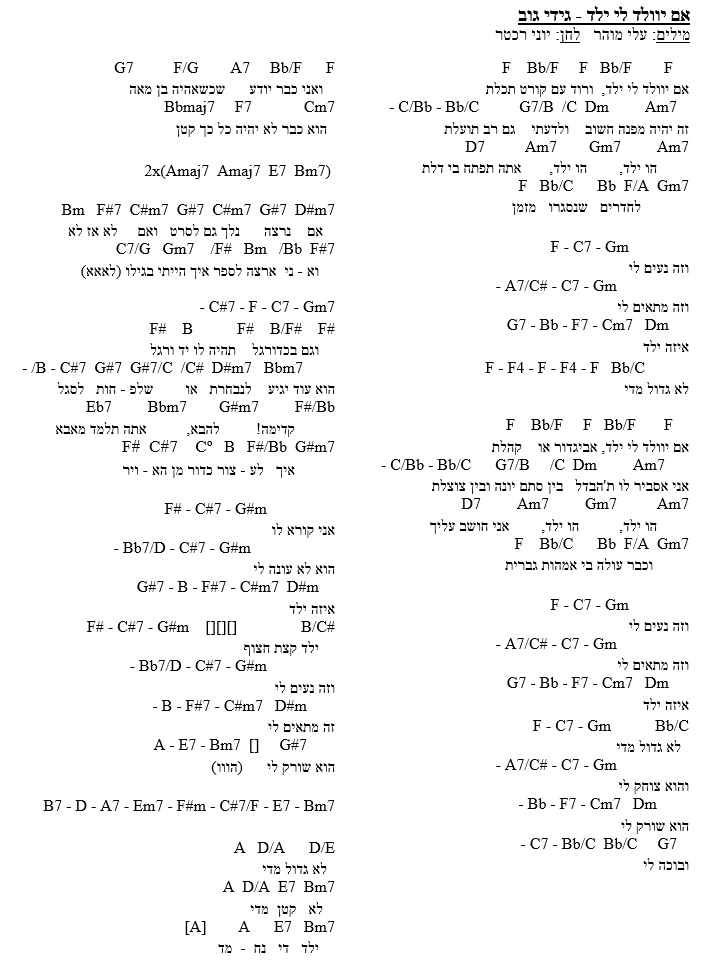 אם יוולד לי ילד - גידי גוב
מילים: עלי מוהר   לחן: יוני רכטר
F    Bb/F    F   Bb/F        F
אם יוולד לי ילד, ורוד עם קורט תכלת
- C/Bb - Bb/C          G7/B  /C  Dm         Am7
זה יהיה מפנה חשוב   ולדעתי   גם רב תועלת
D7          Am7        Gm7         Am7
הו ילד,        הו ילד,       אתה תפתח בי דלת
F   Bb/C      Bb  F/A  Gm7
לחדרים   שנסגרו   מזמן
F - C7 - Gm
וזה נעים לי
- A7/C# - C7 - Gm
וזה מתאים לי
G7 - Bb - F7 - Cm7   Dm
איזה ילד
F - F4 - F - F4 - F   Bb/C
לא גדול מדי
F    Bb/F    F   Bb/F        F
אם יוולד לי ילד, אביגדור או   קהלת
- C/Bb - Bb/C      G7/B    /C  Dm         Am7
אני אסביר לו ת'הבדל   בין סתם יונה ובין צוצלת
D7         Am7         Gm7          Am7
הו ילד,        הו ילד,       אני חושב עליך
F   Bb/C      Bb  F/A  Gm7
וכבר עולה בי אמהות גברית
F - C7 - Gm
וזה נעים לי
- A7/C# - C7 - Gm
וזה מתאים לי
G7 - Bb - F7 - Cm7   Dm
איזה ילד
F - C7 - Gm           Bb/C
לא גדול מדי
- A7/C# - C7 - Gm
והוא צוחק לי
- Bb - F7 - Cm7   Dm
הוא שורק לי
- C7 - Bb/C  Bb/C     G7
ובוכה לי
G7          F/G        A7     Bb/F      F
ואני כבר יודע      שכשאהיה בן מאה
Bbmaj7     F7             Cm7
הוא כבר לא יהיה כל כך קטן
2x(Amaj7  Amaj7  E7  Bm7)
Bm   F#7  C#m7  G#7  C#m7  G#7  D#m7
אם   נרצה     נלך גם לסרט   ואם    לא אז לא
C7/G   Gm7    /F#   Bm   /Bb  F#7
וא - ני  ארצה לספר איך הייתי בגילו (לאאא)
- C#7 - F - C7 - Gm7
F#    B           F#    B/F#    F#
וגם בכדורגל    תהיה לו יד ורגל
- /B - C#7  G#7  G#7/C  /C#  D#m7   Bbm7
הוא עוד יגיע   לנבחרת   או       שלפ - חות   לסגל
Eb7         Bbm7        G#m7         F#/Bb
קדימה!        להבא,          אתה תלמד מאבא
F#  C#7     C°   B   F#/Bb  G#m7
איך   לע - צור כדור מן הא - ויר
F# - C#7 - G#m
אני קורא לו
- Bb7/D - C#7 - G#m
הוא לא עונה לי
G#7 - B - F#7 - C#m7  D#m
איזה ילד
F# - C#7 - G#m    [][][]                B/C#
ילד קצת חצוף
- Bb7/D - C#7 - G#m
וזה נעים לי
- B - F#7 - C#m7   D#m
זה מתאים לי
A - E7 - Bm7  []     G#7
הוא שורק לי      (הווו)
B7 - D - A7 - Em7 - F#m - C#7/F - E7 - Bm7
A   D/A      D/E
לא גדול מדי
A  D/A  E7  Bm7
לא   קטן  מדי
[A]        A      E7   Bm7
ילד   די   נח  -  מד